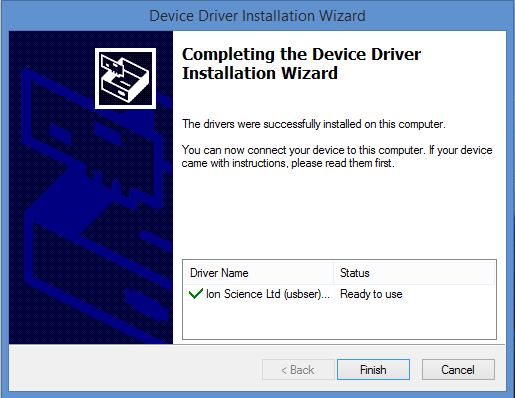 Device Driver Installation Wizard
Completing the Device Driver
Installation Wizard
The drivers were successfully installed on this computer.
You can now connect your device to this computer. If your device
came with instructions, please read them first.
Driver Name Status
Ion Science Ltd (usbser)... Ready to use
< Back Finish Cancel